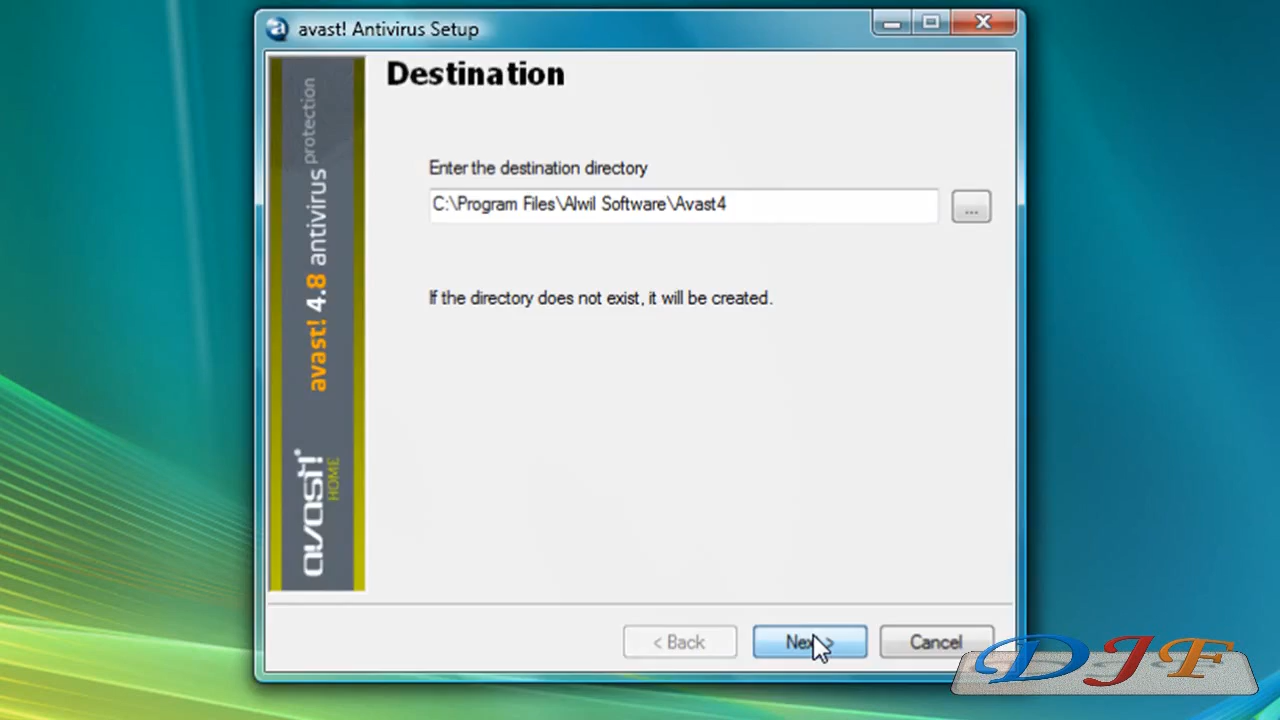 avast! Antivirus Setup
Destination
Enter the destination directory
C:\Program Files\Alwil Software\Avast4
...
If the directory does not exist, it will be created.
avast! 4.8 antivirus protection
avast! HOME
< Back
Next >
Cancel
DJF